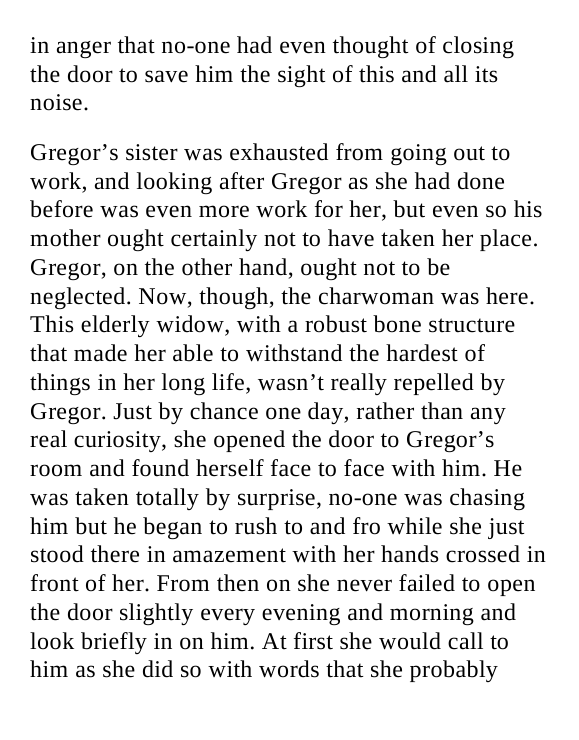 in anger that no-one had even thought of closing
the door to save him the sight of this and all its
noise.
Gregor’s sister was exhausted from going out to
work, and looking after Gregor as she had done
before was even more work for her, but even so his
mother ought certainly not to have taken her place.
Gregor, on the other hand, ought not to be
neglected. Now, though, the charwoman was here.
This elderly widow, with a robust bone structure
that made her able to withstand the hardest of
things in her long life, wasn’t really repelled by
Gregor. Just by chance one day, rather than any
real curiosity, she opened the door to Gregor’s
room and found herself face to face with him. He
was taken totally by surprise, no-one was chasing
him but he began to rush to and fro while she just
stood there in amazement with her hands crossed in
front of her. From then on she never failed to open
the door slightly every evening and morning and
look briefly in on him. At first she would call to
him as she did so with words that she probably